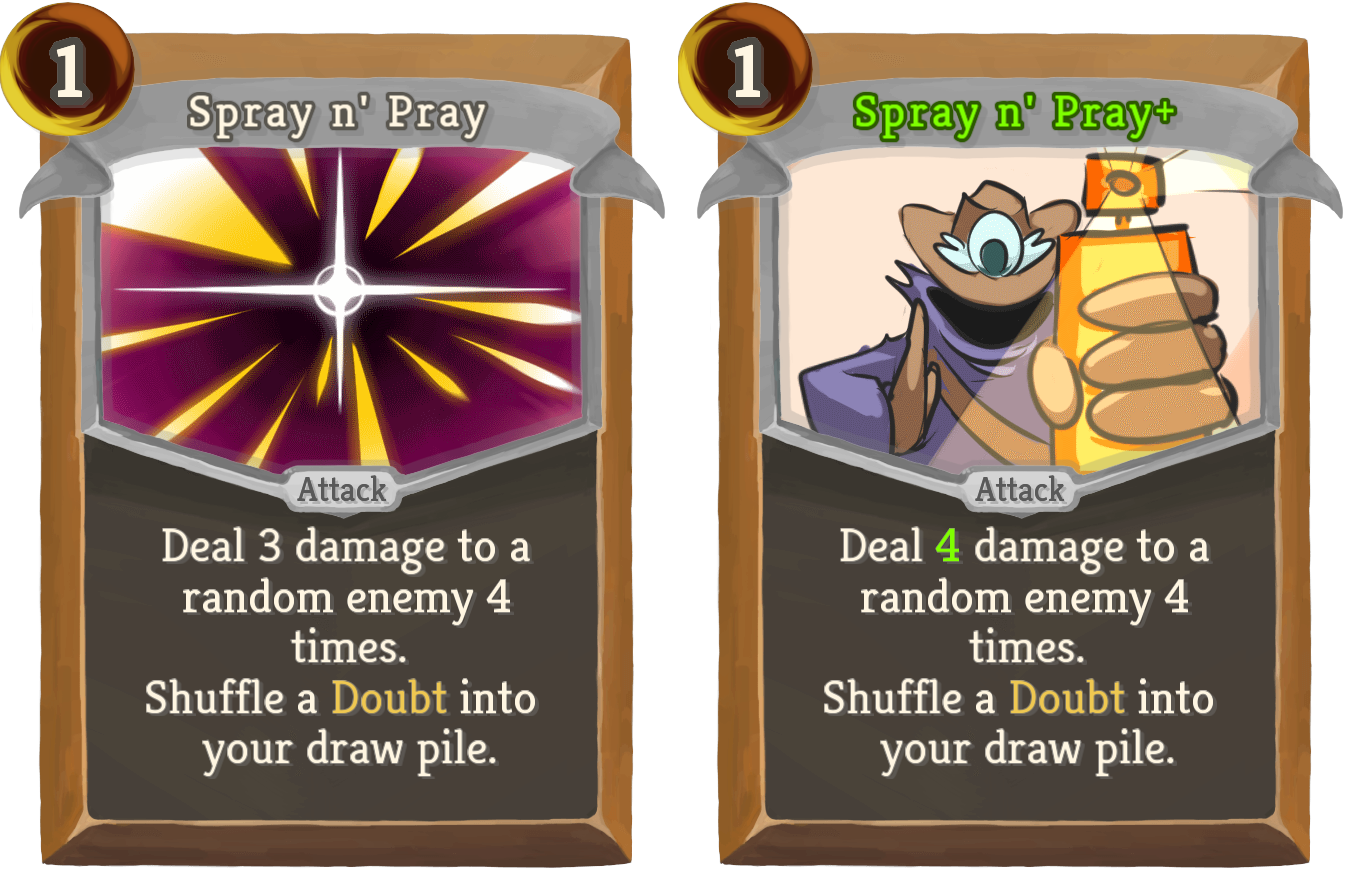 1
Spray n' Pray
Attack
Deal 3 damage to a
random enemy 4
times.
Shuffle a Doubt into
your draw pile.
1
Spray n' Pray+
Attack
Deal 4 damage to a
random enemy 4
times.
Shuffle a Doubt into
your draw pile.